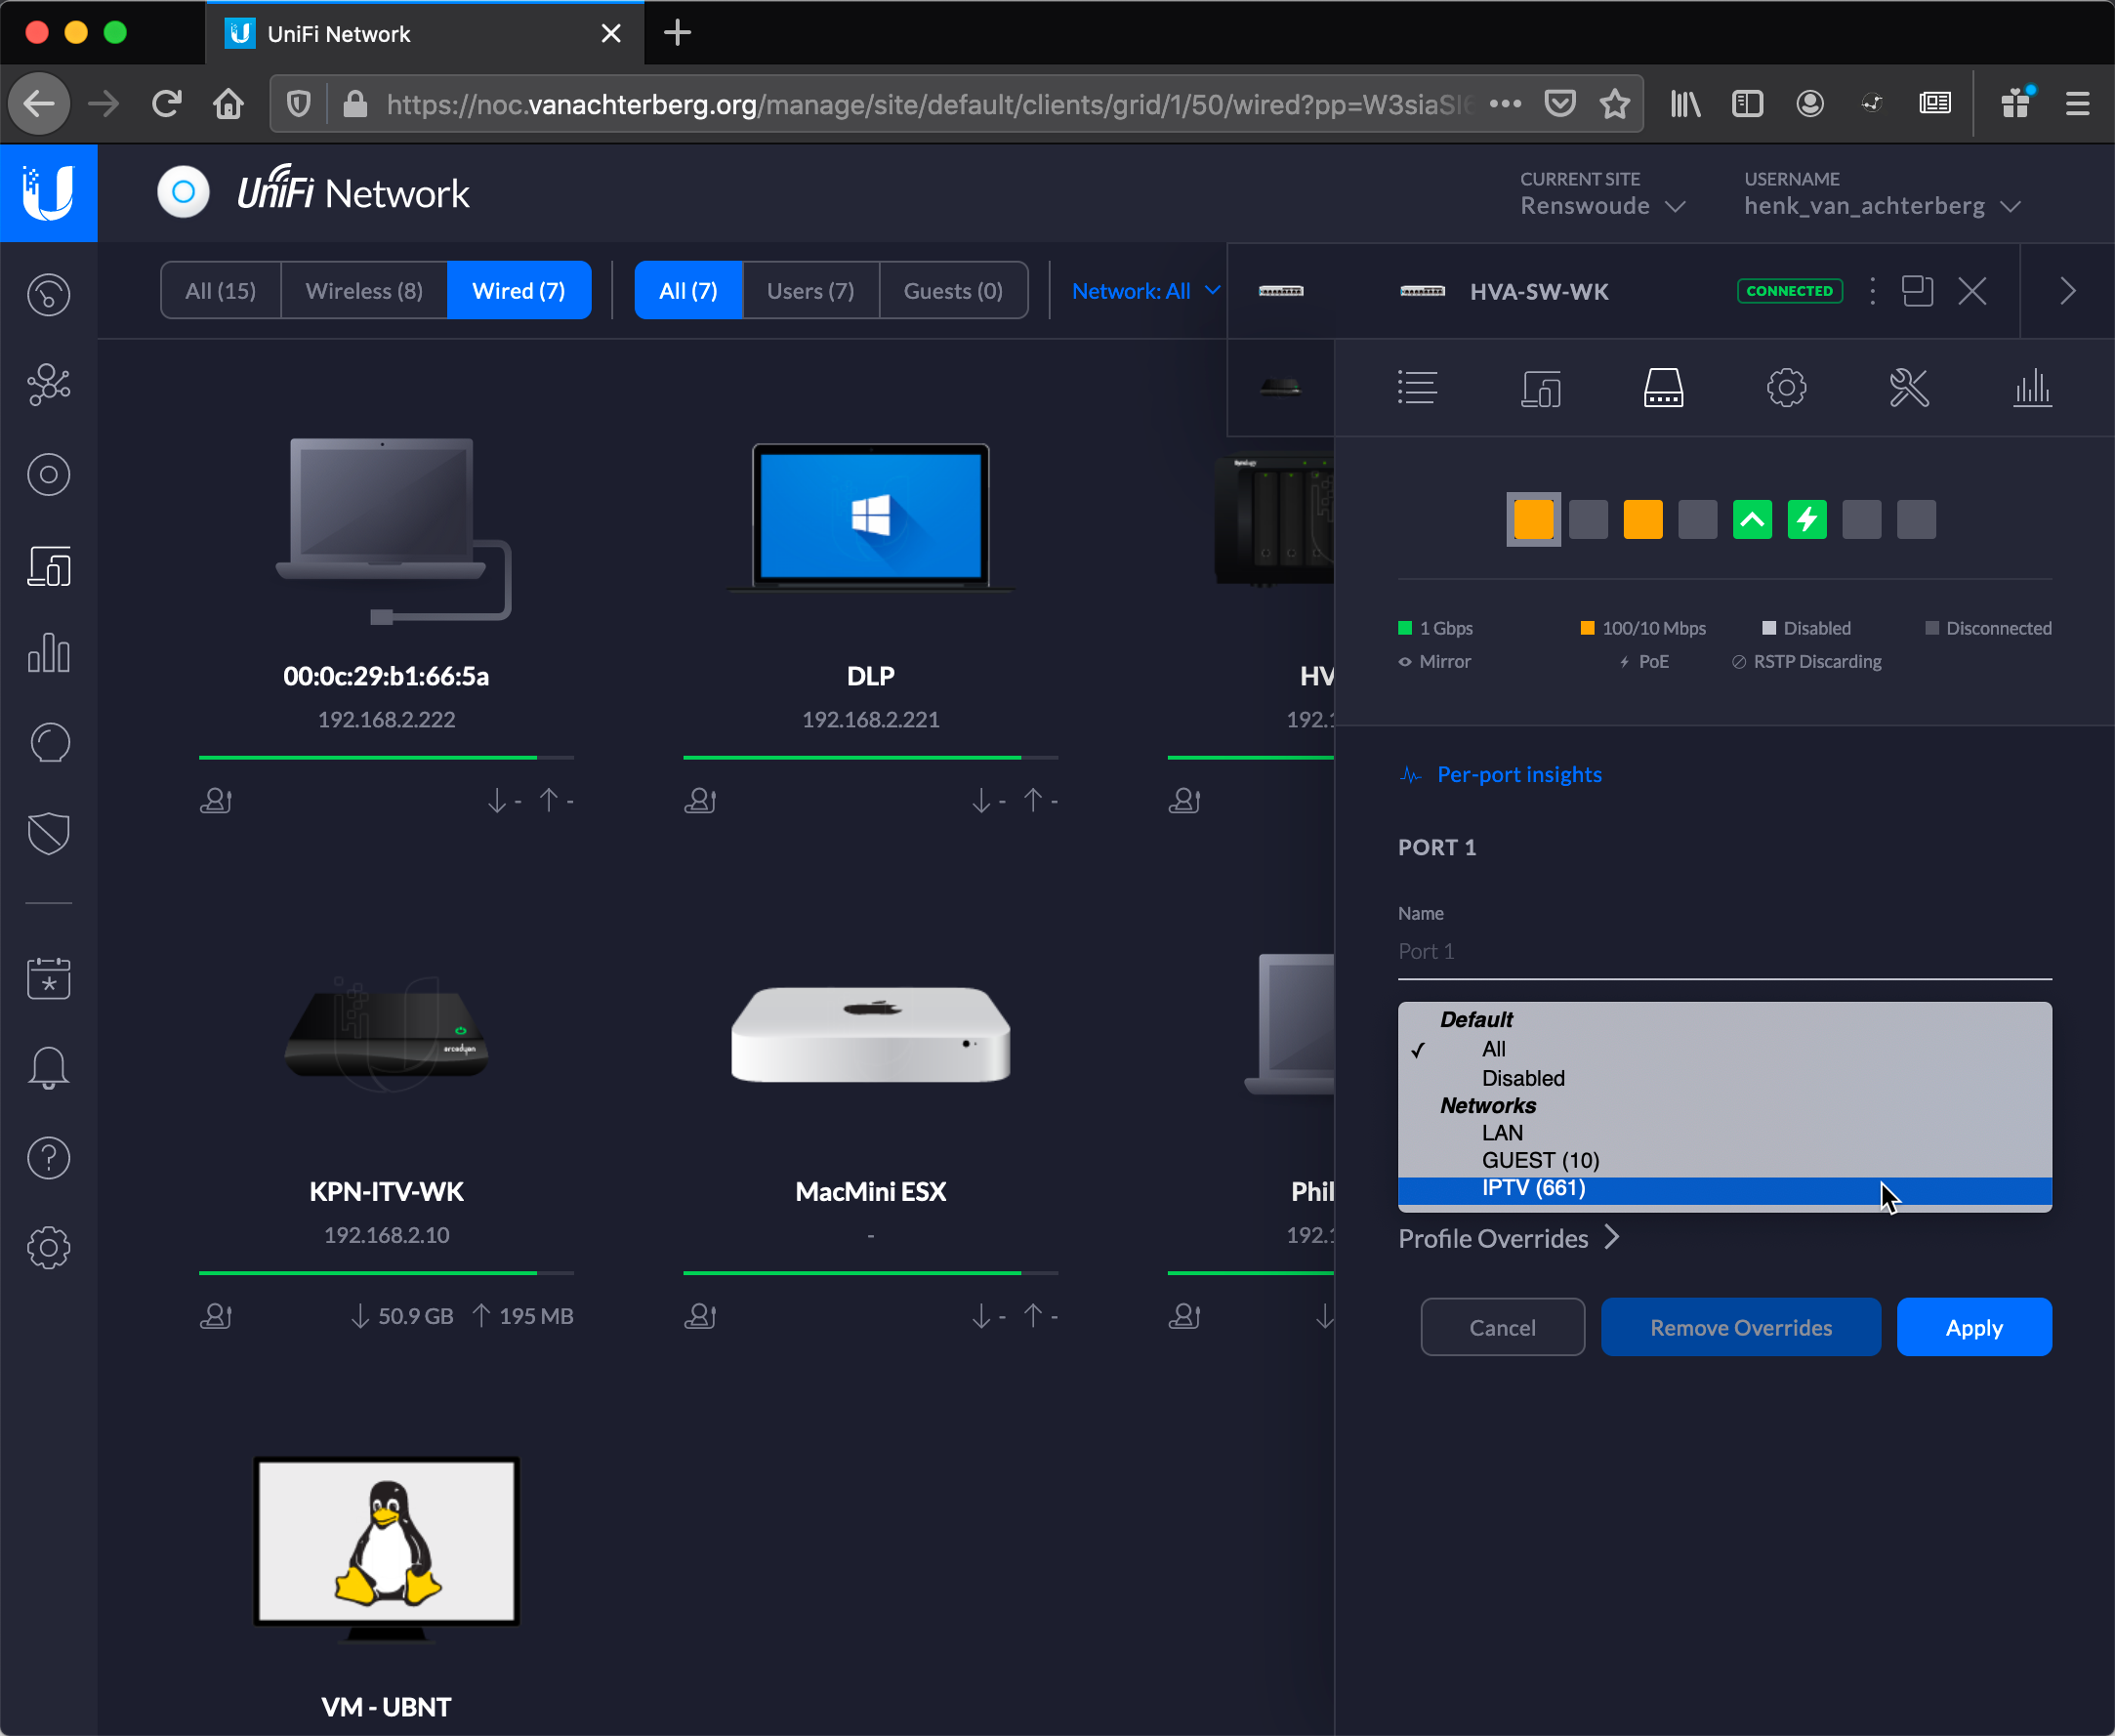 UniFi Network
https://noc.vanachterberg.org/manage/site/default/clients/grid/1/50/wired?pp=W3siaSI6
UniFi Network
CURRENT SITE
Renswoude
USERNAME
henk_van_achterberg
All (15)
Wireless (8)
Wired (7)
All (7)
Users (7)
Guests (0)
Network: All
HVA-SW-WK
CONNECTED
1 Gbps
100/10 Mbps
Disabled
Disconnected
Mirror
PoE
RSTP Discarding
Per-port insights
PORT 1
Name
Port 1
Default
✓ All
Disabled
Networks
LAN
GUEST (10)
IPTV (661)
Profile Overrides
Cancel
Remove Overrides
Apply
00:0c:29:b1:66:5a
192.168.2.222
- -
DLP
192.168.2.221
- -
Synology
HV
192.1
arcadyan
KPN-ITV-WK
192.168.2.10
50.9 GB 195 MB
MacMini ESX
-
- -
Phil
192.1
VM - UBNT